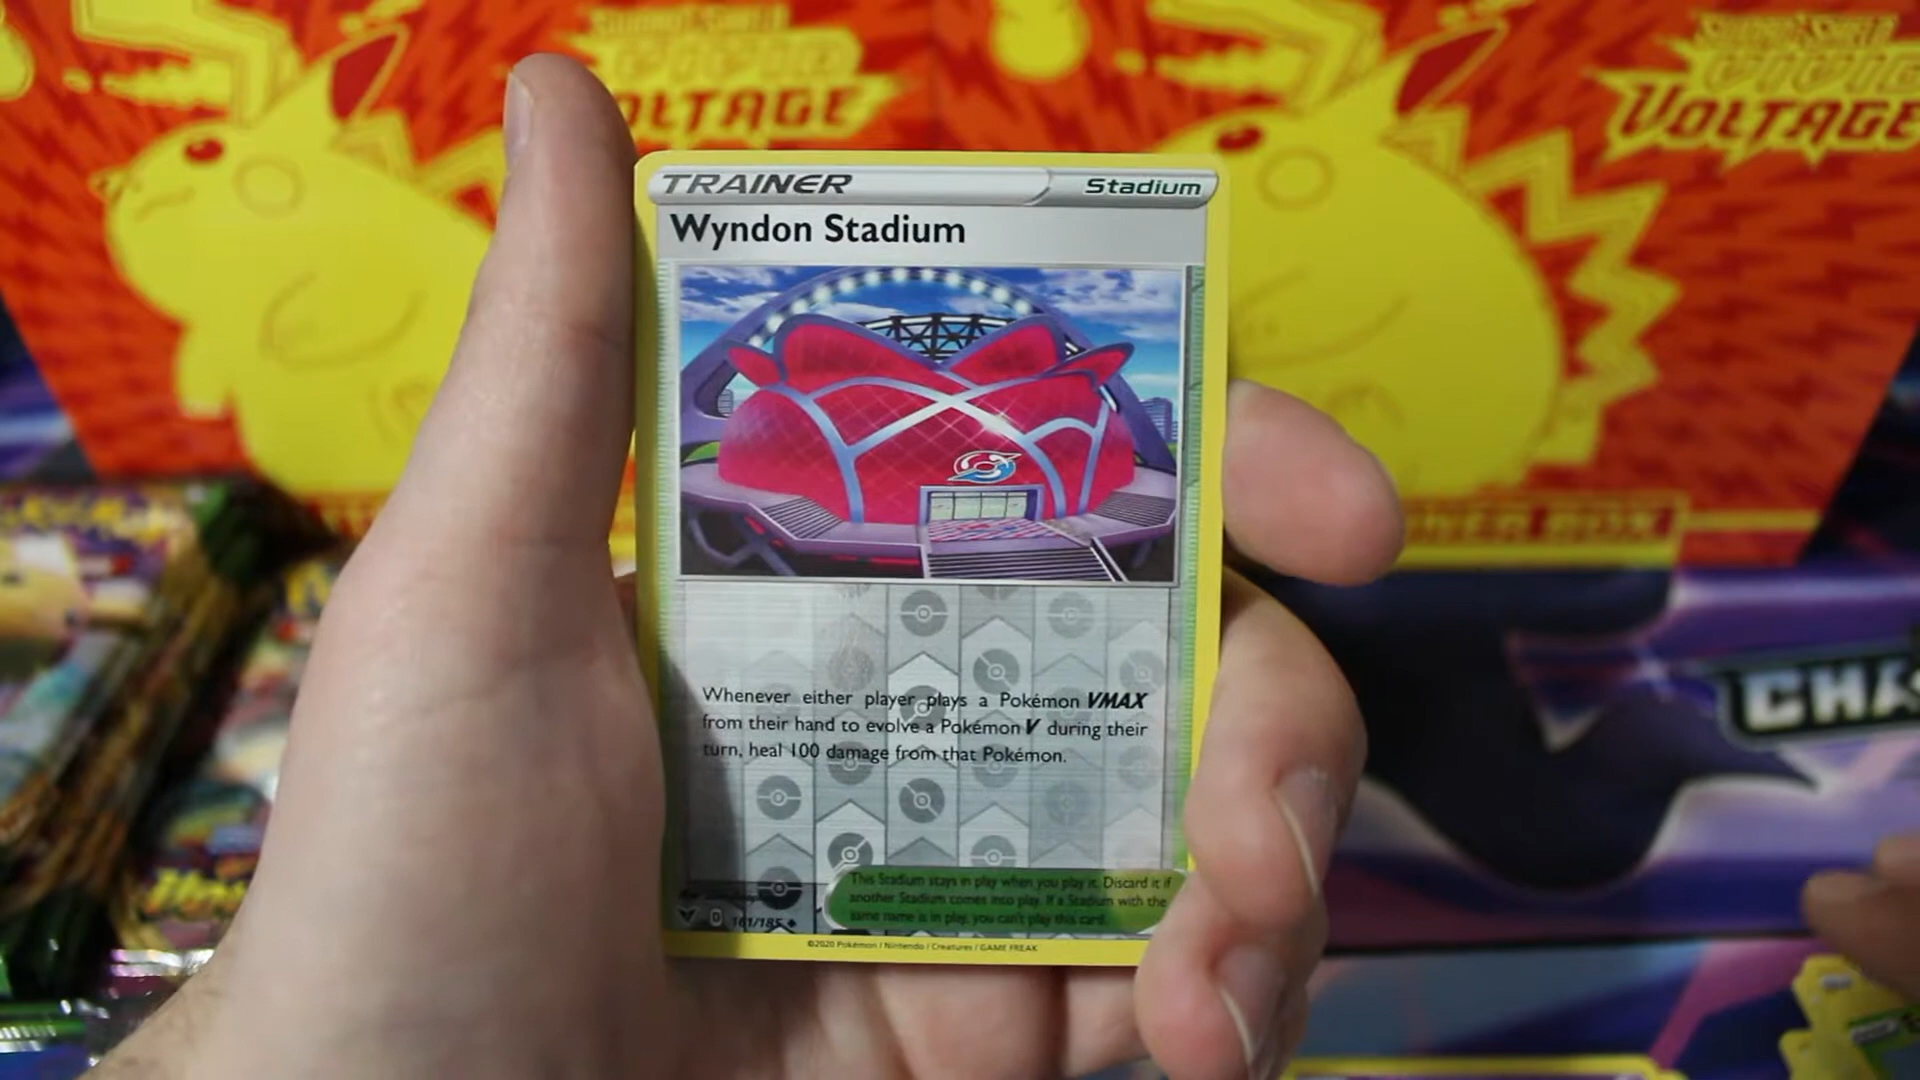 VOLTAGE
VIVID
VOLTAGE
TRAINER
Stadium
Wyndon Stadium
Whenever either player plays a Pokémon VMAX
from their hand to evolve a Pokémon V during their
turn, heal 100 damage from that Pokémon.
This Stadium stays in play when you play it. Discard it if
another Stadium comes into play. If a Stadium with the
same name is in play, you can't play this card.
D 161/185
©2020 Pokémon / Nintendo / Creatures / GAME FREAK
CHA